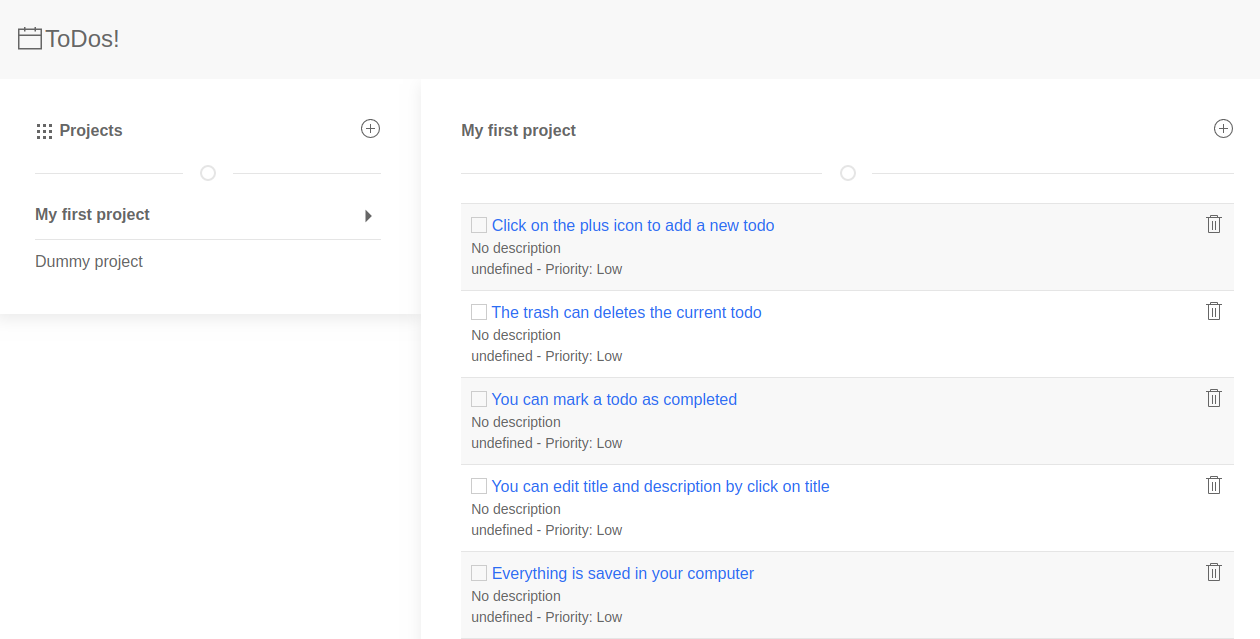 ToDos!
Projects
My first project
Dummy project
My first project
Click on the plus icon to add a new todo
No description
undefined - Priority: Low
The trash can deletes the current todo
No description
undefined - Priority: Low
You can mark a todo as completed
No description
undefined - Priority: Low
You can edit title and description by click on title
No description
undefined - Priority: Low
Everything is saved in your computer
No description
undefined - Priority: Low